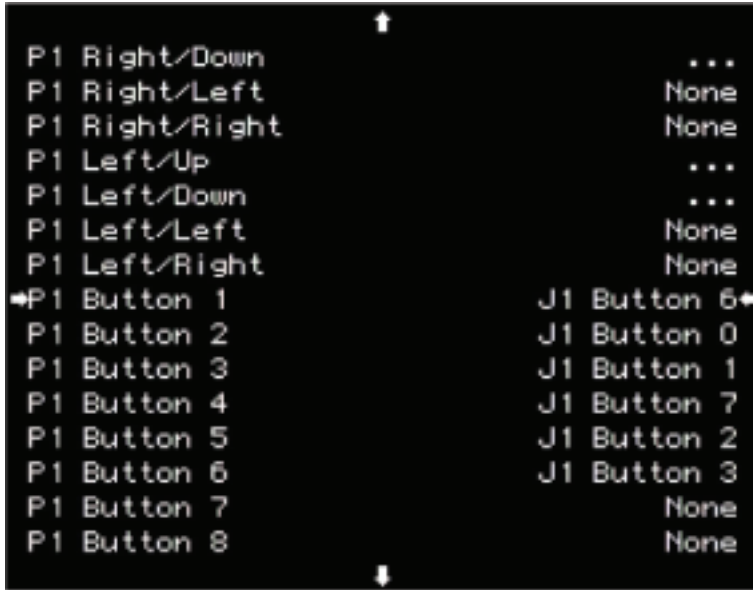 P1 Right/Down ...
P1 Right/Left None
P1 Right/Right None
P1 Left/Up ...
P1 Left/Down ...
P1 Left/Left None
P1 Left/Right None
P1 Button 1 J1 Button 6
P1 Button 2 J1 Button 0
P1 Button 3 J1 Button 1
P1 Button 4 J1 Button 7
P1 Button 5 J1 Button 2
P1 Button 6 J1 Button 3
P1 Button 7 None
P1 Button 8 None